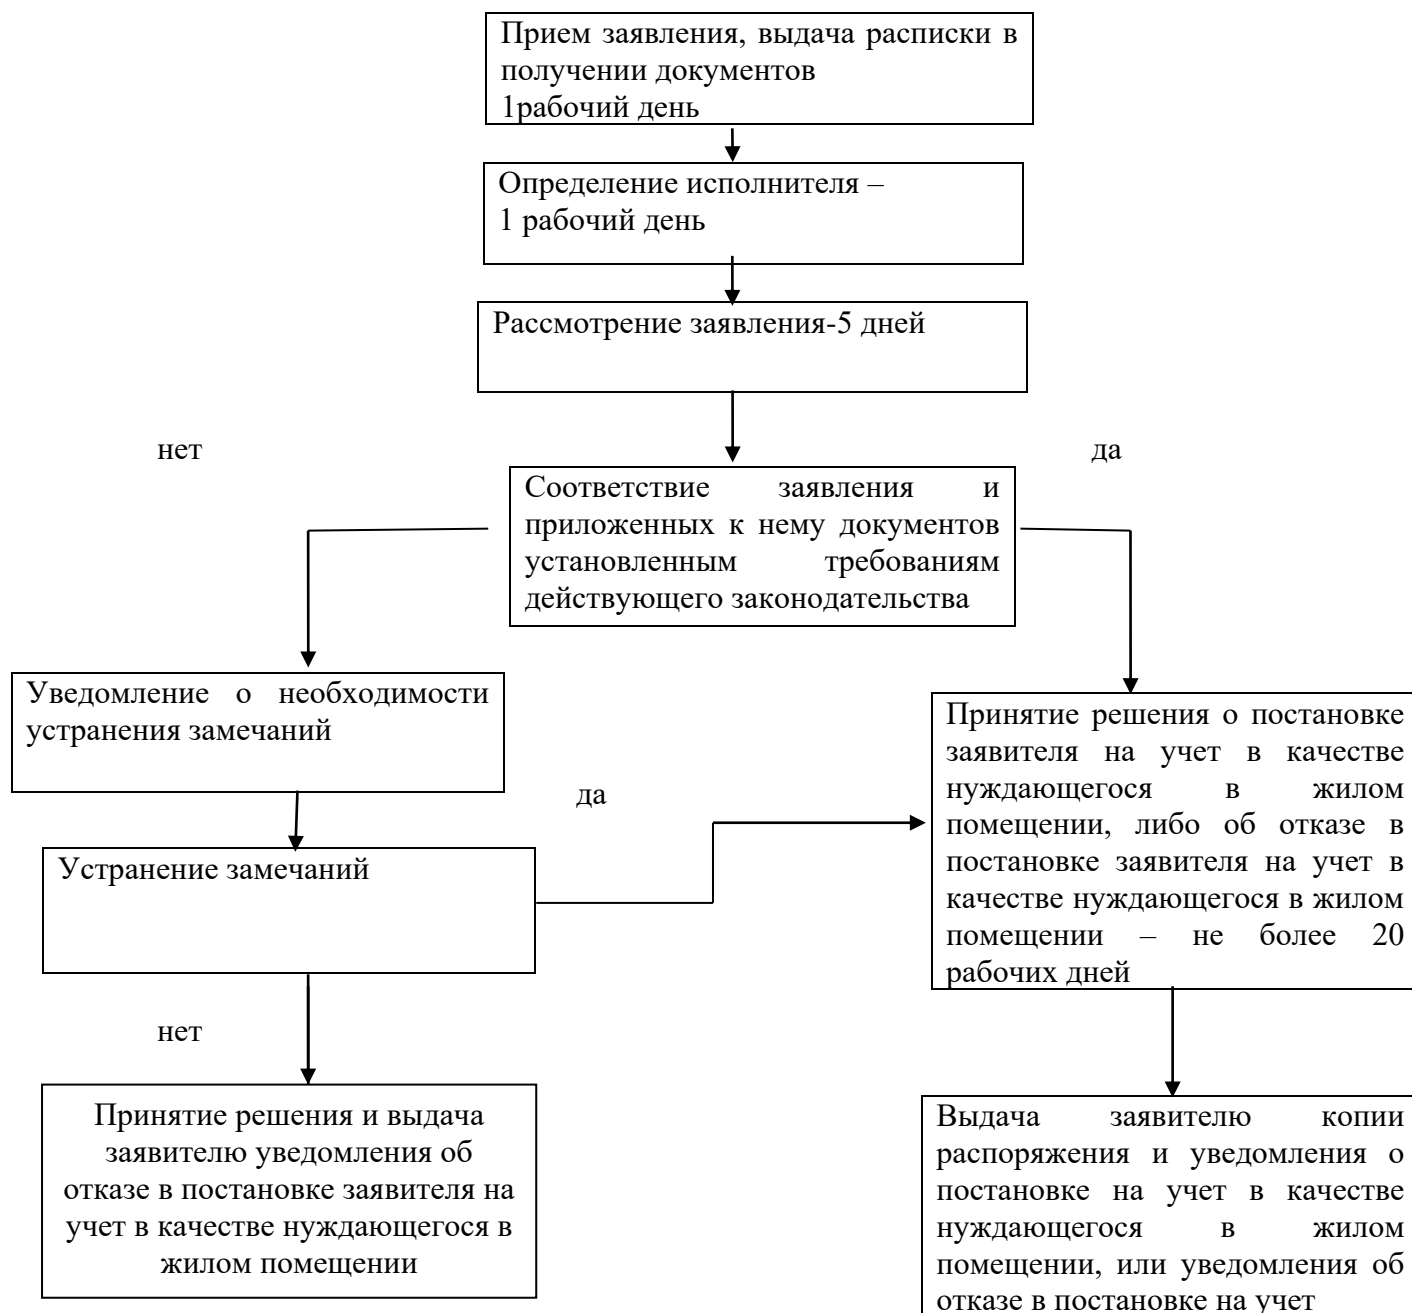 Прием заявления, выдача расписки в
получении документов
1рабочий день
Определение исполнителя –
1 рабочий день
Рассмотрение заявления-5 дней
нет
да
Соответствие заявления и
приложенных к нему документов
установленным требованиям
действующего законодательства
Уведомление о необходимости
устранения замечаний
да
Устранение замечаний
Принятие решения о постановке
заявителя на учет в качестве
нуждающегося в жилом
помещении, либо об отказе в
постановке заявителя на учет в
качестве нуждающегося в жилом
помещении – не более 20
рабочих дней
нет
Принятие решения и выдача
заявителю уведомления об
отказе в постановке заявителя на
учет в качестве нуждающегося в
жилом помещении
Выдача заявителю копии
распоряжения и уведомления о
постановке на учет в качестве
нуждающегося в жилом
помещении, или уведомления об
отказе в постановке на учет